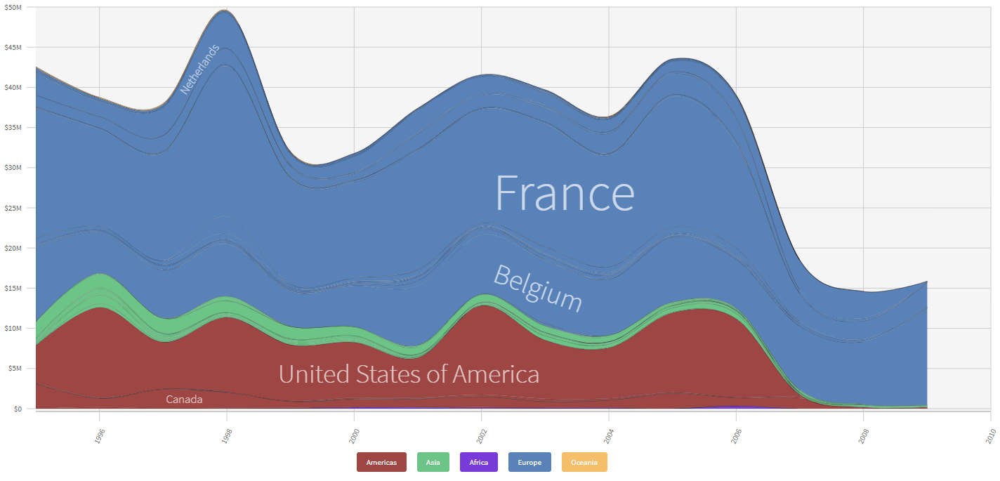 $50M
$45M
$40M
$35M
$30M
$25M
$20M
$15M
$10M
$5M
$0
Netherlands
France
Belgium
United States of America
Canada
1996
1998
2000
2002
2004
2006
2008
2010
Americas
Asia
Africa
Europe
Oceania